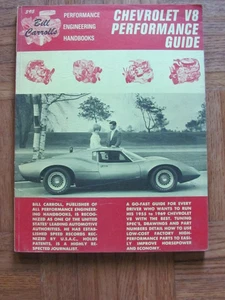 295
Bill
Carroll's
PERFORMANCE
ENGINEERING
HANDBOOKS
CHEVROLET V8
PERFORMANCE
GUIDE
BILL CARROLL, PUBLISHER OF
ALL PERFORMANCE ENGINEER-
ING HANDBOOKS, IS RECOG-
NIZED AS ONE OF THE UNITED
STATES' LEADING AUTOMOTIVE
AUTHORITIES. HE HAS ESTAB-
LISHED SPEED RECORDS REC-
NIZED BY U.S.A.C., HOLDS
PATENTS, IS A HIGHLY RE-
SPECTED JOURNALIST.
A GO-FAST GUIDE FOR EVERY
DRIVER WHO WANTS TO RUN
HIS 1955 to 1969 CHEVROLET
V8 WITH THE BEST. TUNING
SPEC'S, DRAWINGS AND PART
NUMBERS DETAIL HOW TO USE
LOW-COST FACTORY HIGH-
PERFORMANCE PARTS TO EASI-
LY IMPROVE HORSEPOWER
AND ECONOMY.